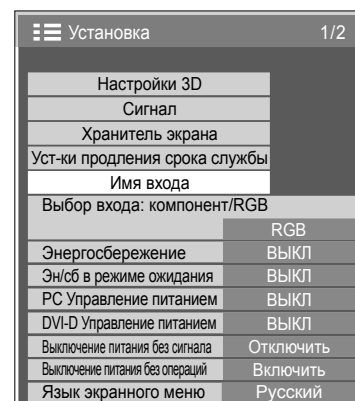 Установка 1/2
Настройки 3D
Сигнал
Хранитель экрана
Уст-ки продления срока службы
Имя входа
Выбор входа: компонент/RGB
RGB
Энергосбережение ВЫКЛ
Эн/сб в режиме ожидания ВЫКЛ
PC Управление питанием ВЫКЛ
DVI-D Управление питанием ВЫКЛ
Выключение питания без сигнала Отключить
Выключение питания без операций Включить
Язык экранного меню Русский